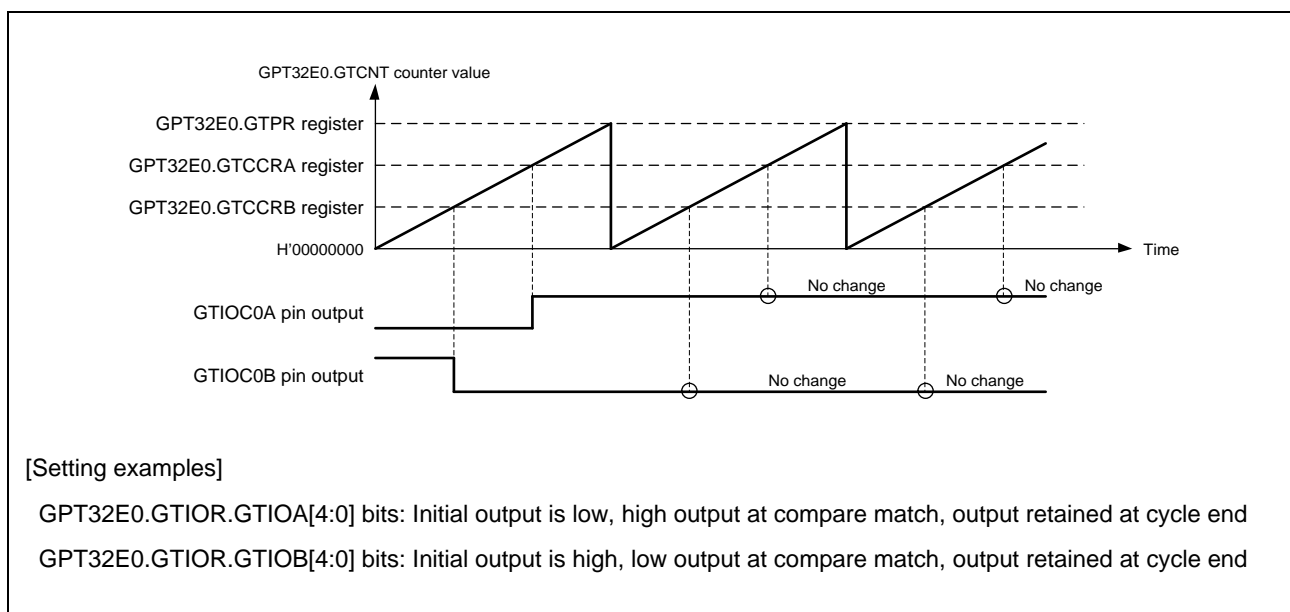 GPT32E0.GTCNT counter value
GPT32E0.GTPR register
GPT32E0.GTCCRA register
GPT32E0.GTCCRB register
H'00000000
Time
No change
No change
GTIOC0A pin output
GTIOC0B pin output
No change
No change
[Setting examples]
GPT32E0.GTIOR.GTIOA[4:0] bits: Initial output is low, high output at compare match, output retained at cycle end
GPT32E0.GTIOR.GTIOB[4:0] bits: Initial output is high, low output at compare match, output retained at cycle end